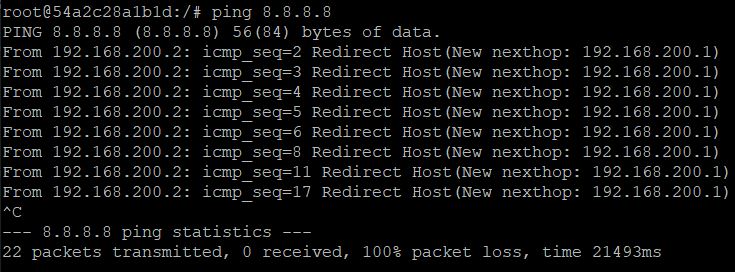 root@54a2c28a1b1d:/# ping 8.8.8.8
PING 8.8.8.8 (8.8.8.8) 56(84) bytes of data.
From 192.168.200.2: icmp_seq=2 Redirect Host(New nexthop: 192.168.200.1)
From 192.168.200.2: icmp_seq=3 Redirect Host(New nexthop: 192.168.200.1)
From 192.168.200.2: icmp_seq=4 Redirect Host(New nexthop: 192.168.200.1)
From 192.168.200.2: icmp_seq=5 Redirect Host(New nexthop: 192.168.200.1)
From 192.168.200.2: icmp_seq=6 Redirect Host(New nexthop: 192.168.200.1)
From 192.168.200.2: icmp_seq=8 Redirect Host(New nexthop: 192.168.200.1)
From 192.168.200.2: icmp_seq=11 Redirect Host(New nexthop: 192.168.200.1)
From 192.168.200.2: icmp_seq=17 Redirect Host(New nexthop: 192.168.200.1)
^C
--- 8.8.8.8 ping statistics ---
22 packets transmitted, 0 received, 100% packet loss, time 21493ms